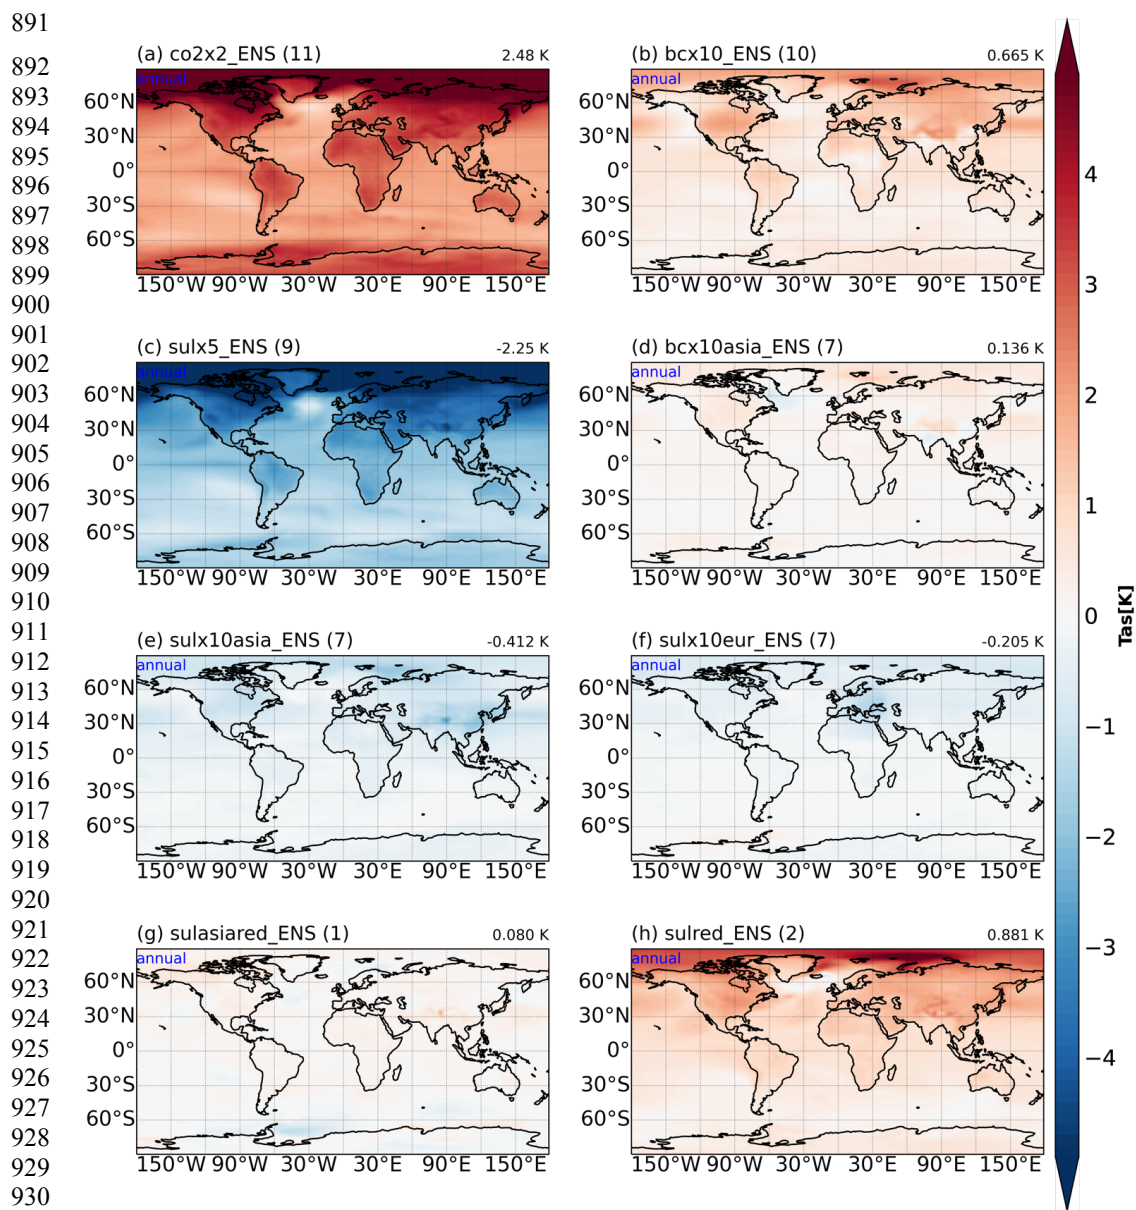 891
892
893
894
895
896
897
898
899
900
901
902
903
904
905
906
907
908
909
910
911
912
913
914
915
916
917
918
919
920
921
922
923
924
925
926
927
928
929
930
(a) co2x2_ENS (11) 2.48 K
annual
60°N
30°N
0°
30°S
60°S
150°W 90°W 30°W 30°E 90°E 150°E
(b) bcx10_ENS (10) 0.665 K
annual
60°N
30°N
0°
30°S
60°S
150°W 90°W 30°W 30°E 90°E 150°E
(c) sulx5_ENS (9) -2.25 K
annual
60°N
30°N
0°
30°S
60°S
150°W 90°W 30°W 30°E 90°E 150°E
(d) bcx10asia_ENS (7) 0.136 K
annual
60°N
30°N
0°
30°S
60°S
150°W 90°W 30°W 30°E 90°E 150°E
(e) sulx10asia_ENS (7) -0.412 K
annual
60°N
30°N
0°
30°S
60°S
150°W 90°W 30°W 30°E 90°E 150°E
(f) sulx10eur_ENS (7) -0.205 K
annual
60°N
30°N
0°
30°S
60°S
150°W 90°W 30°W 30°E 90°E 150°E
(g) sulasiared_ENS (1) 0.080 K
annual
60°N
30°N
0°
30°S
60°S
150°W 90°W 30°W 30°E 90°E 150°E
(h) sulred_ENS (2) 0.881 K
annual
60°N
30°N
0°
30°S
60°S
150°W 90°W 30°W 30°E 90°E 150°E
4
3
2
1
0
−1
−2
−3
−4
Tas[K]